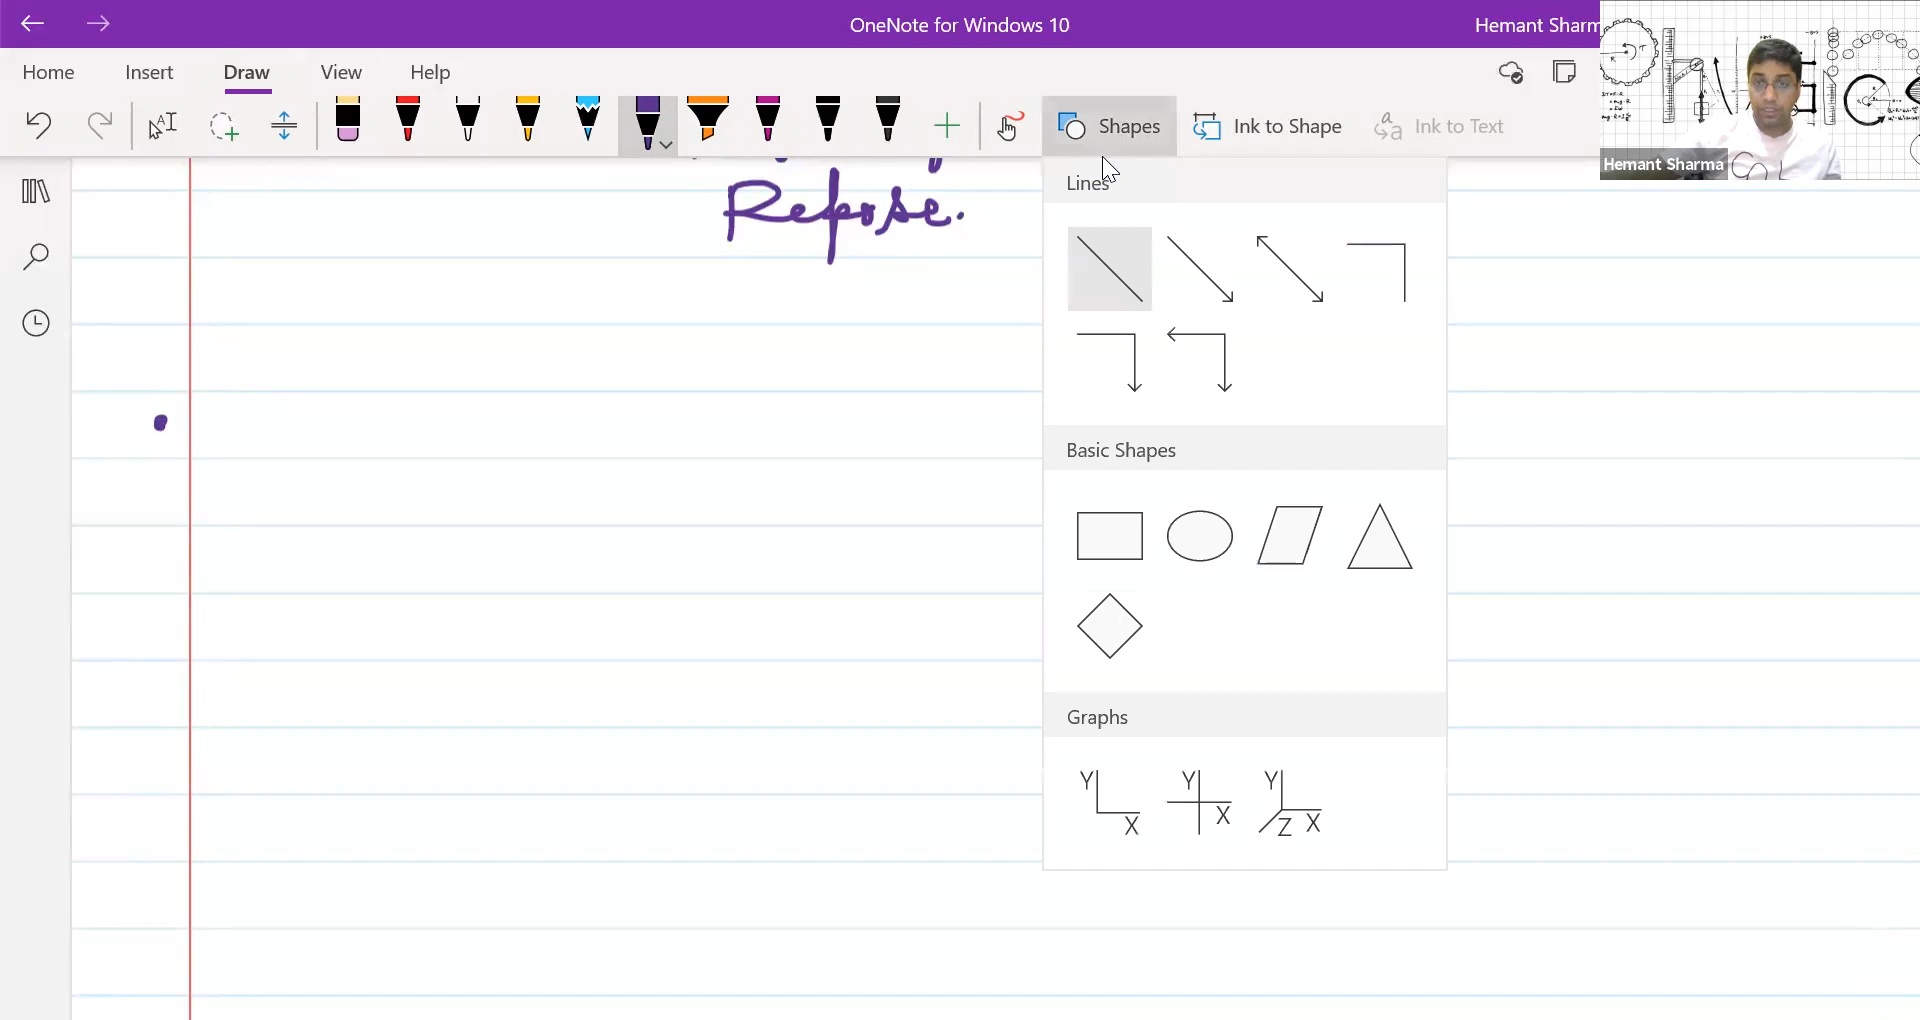 OneNote for Windows 10
Hemant Sharm
Home Insert Draw View Help
Shapes
Ink to Shape
Ink to Text
Hemant Sharma
Repose.
Lines
Basic Shapes
Graphs
Y X
Y X
Y Z X